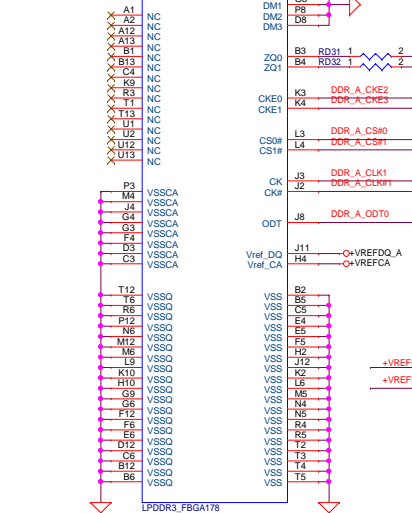 DM1
P8 DM2
D8 DM3
A1 NC
A2 NC
A12 NC
A13 NC
B1 NC
B13 NC
C4 NC
K9 NC
R3 NC
T1 NC
T13 NC
U1 NC
U2 NC
U12 NC
U13 NC
ZQ0 B3 RD31 1 2
ZQ1 B4 RD32 1 2
CKE0 K3 DDR_A_CKE2
CKE1 K4 DDR_A_CKE3
CS0# L3 DDR_A_CS#0
CS1# L4 DDR_A_CS#1
CK J3 DDR_A_CLK1
CK# J2 DDR_A_CLK#1
ODT J8 DDR_A_ODT0
Vref_DQ J11 +VREFDQ_A
Vref_CA H4 +VREFCA
P3 VSSCA
M4 VSSCA
J4 VSSCA
G4 VSSCA
G3 VSSCA
F4 VSSCA
D3 VSSCA
C3 VSSCA
T12 VSSQ
T6 VSSQ
R6 VSSQ
P12 VSSQ
N6 VSSQ
M12 VSSQ
M6 VSSQ
L9 VSSQ
K10 VSSQ
H10 VSSQ
G9 VSSQ
G6 VSSQ
F12 VSSQ
F6 VSSQ
E6 VSSQ
D12 VSSQ
C6 VSSQ
B12 VSSQ
B6 VSSQ
VSS B2
VSS B5
VSS C5
VSS E4
VSS E5
VSS F5
VSS H2
VSS J12
VSS K2
VSS L6
VSS M5
VSS N4
VSS N5
VSS R4
VSS R5
VSS T2
VSS T3
VSS T4
VSS T5
+VREF
+VREF
LPDDR3_FBGA178